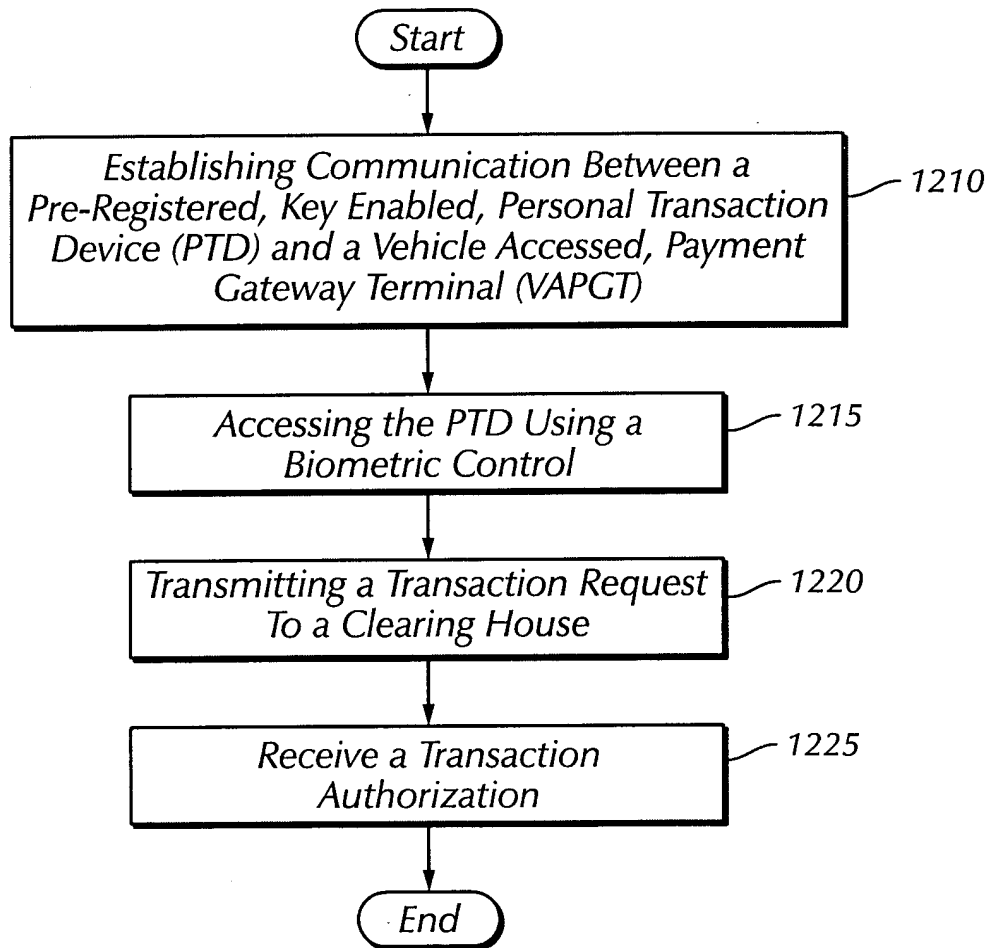 Start
Establishing Communication Between a
Pre-Registered, Key Enabled, Personal Transaction
Device (PTD) and a Vehicle Accessed, Payment
Gateway Terminal (VAPGT)
1210
Accessing the PTD Using a
Biometric Control
1215
Transmitting a Transaction Request
To a Clearing House
1220
Receive a Transaction
Authorization
1225
End